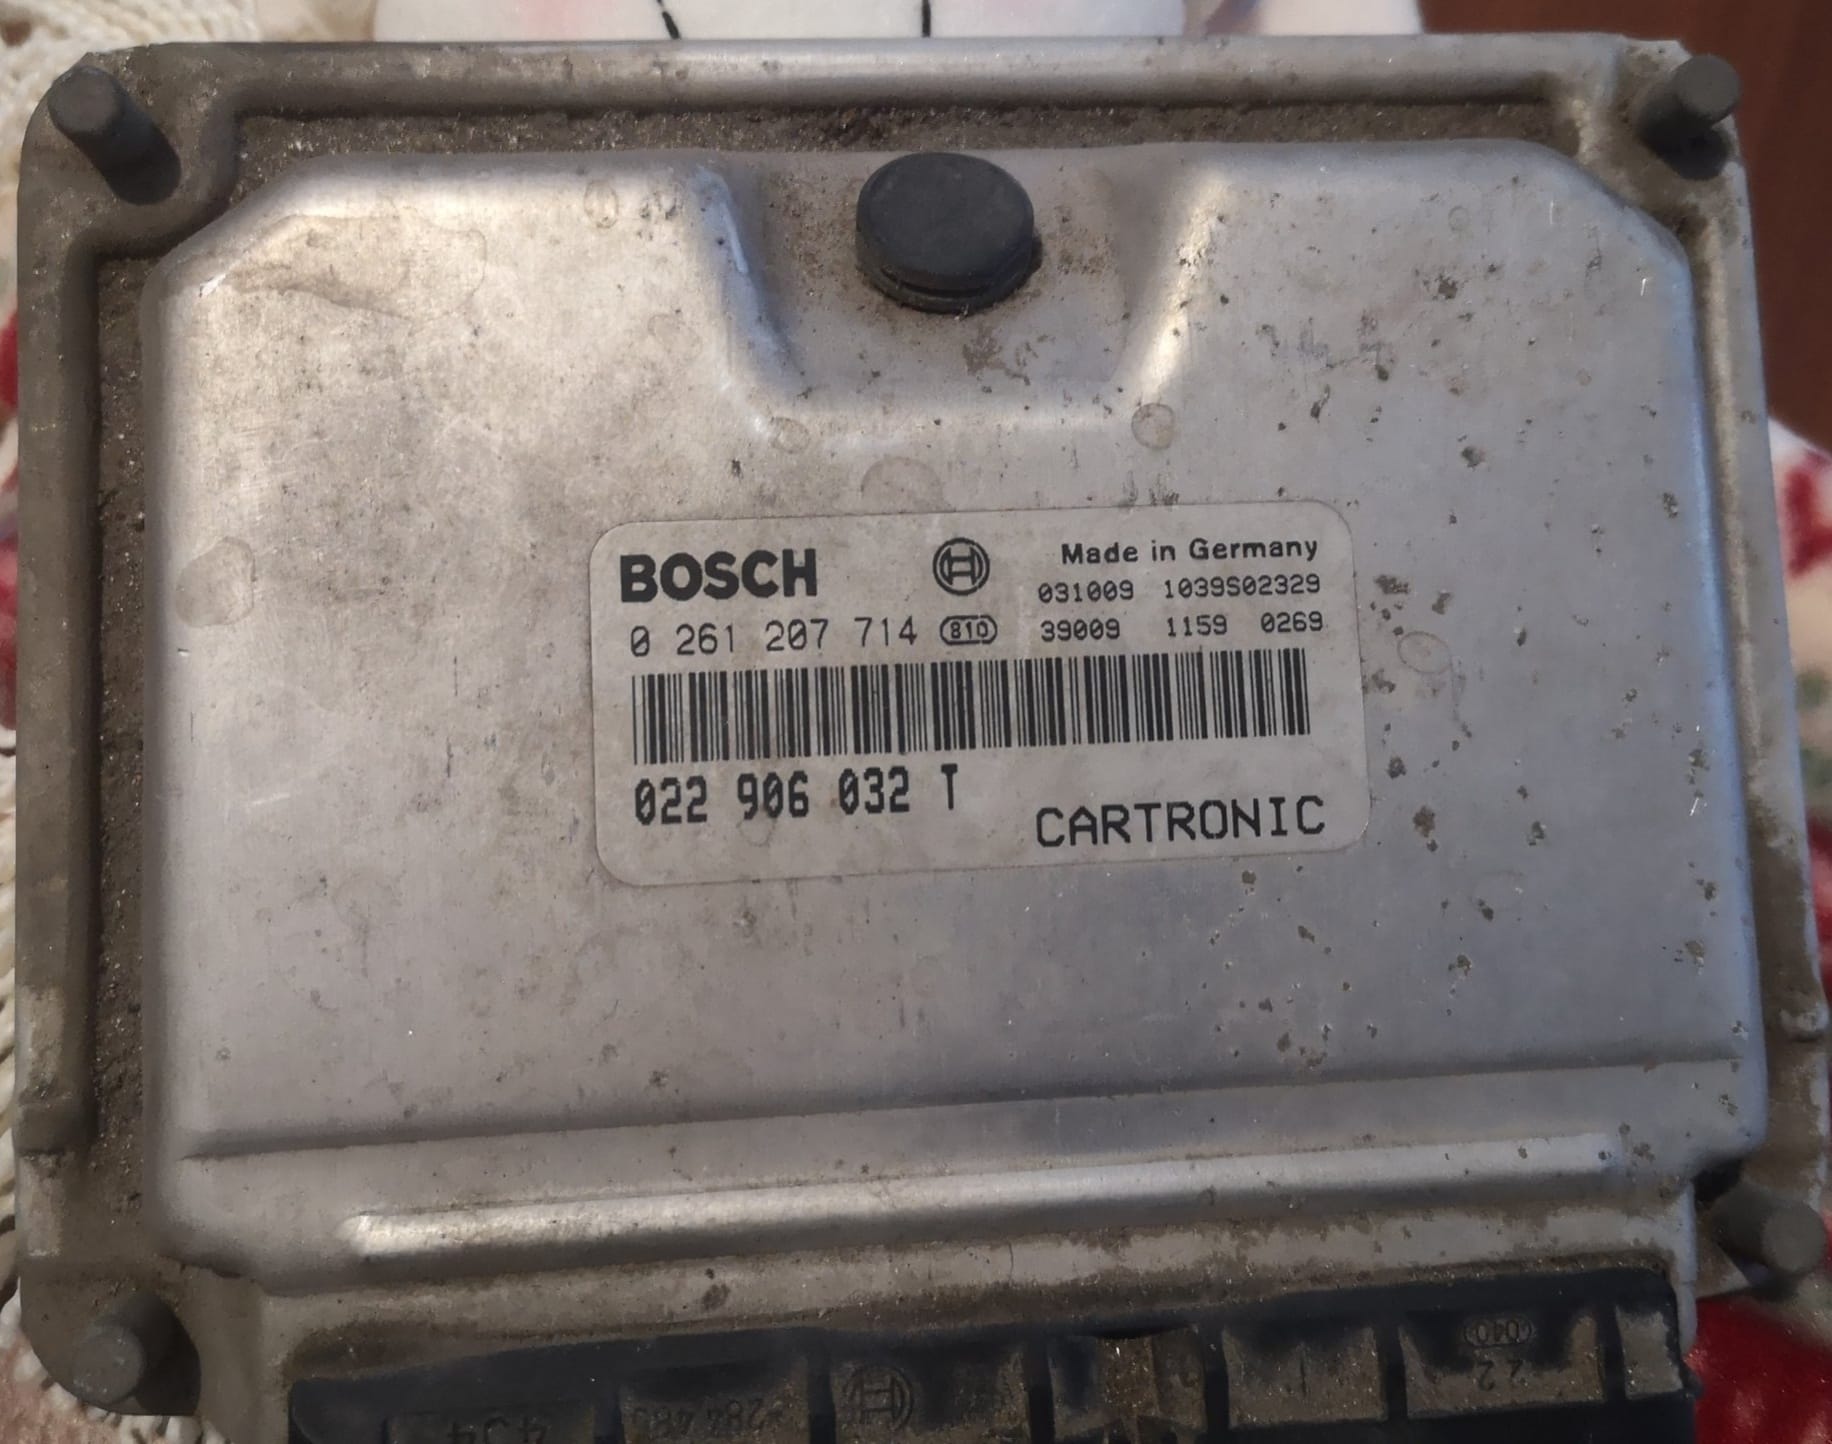 BOSCH Made in Germany
031009 1039S02329
0 261 207 714 810 39009 1159 0269
022 906 032 T
CARTRONIC